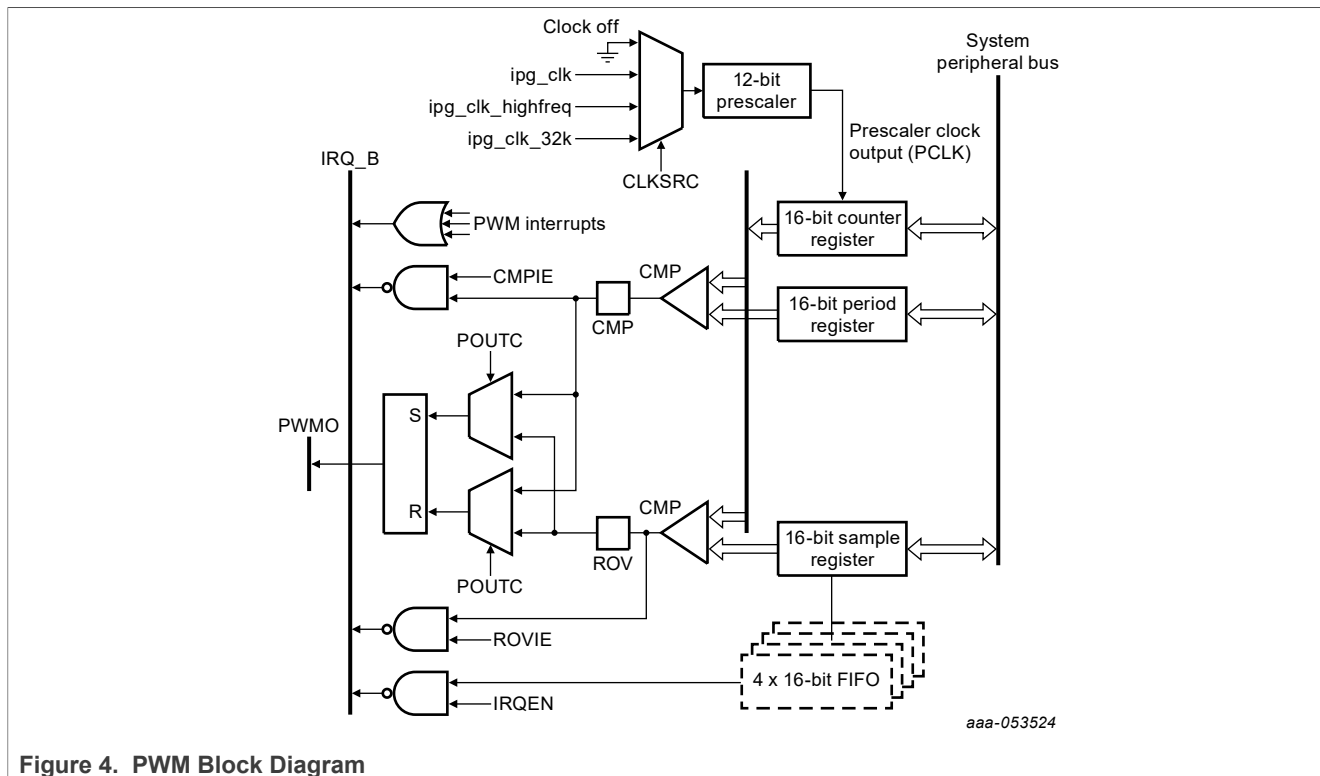 Clock off
System
peripheral bus
ipg_clk
12-bit
prescaler
ipg_clk_highfreq
ipg_clk_32k
Prescaler clock
output (PCLK)
IRQ_B
CLKSRC
PWM interrupts
16-bit counter
register
CMPIE
CMP
CMP
16-bit period
register
POUTC
S
PWMO
R
CMP
ROV
16-bit sample
register
POUTC
ROVIE
4 x 16-bit FIFO
IRQEN
aaa-053524
Figure 4. PWM Block Diagram